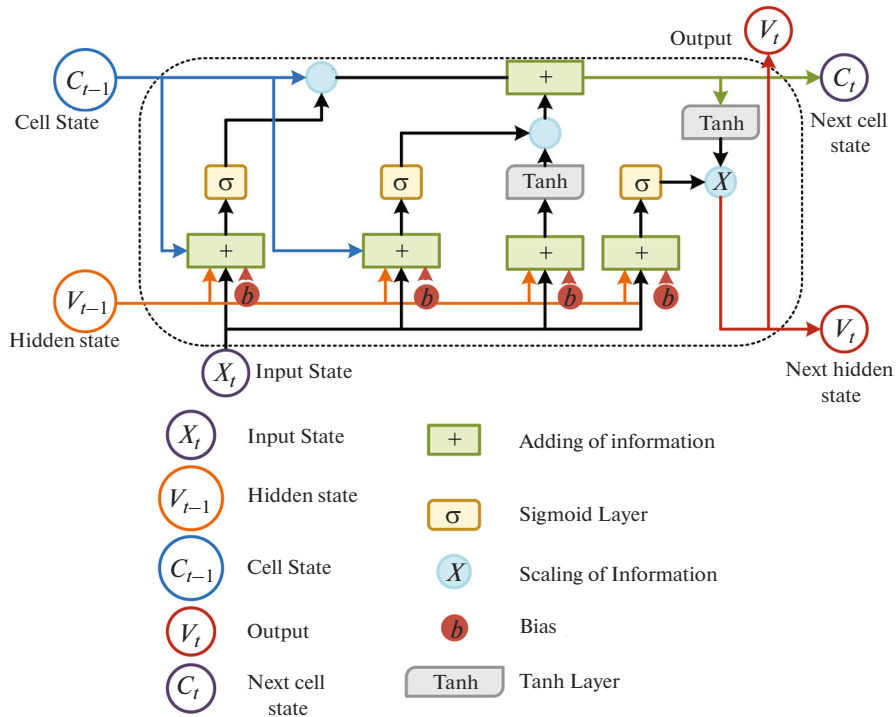 Output
V_t
C_{t-1}
+
C_t
Cell State
Next cell
state
Tanh
σ
σ
Tanh
σ
X
+
+
+
+
V_{t-1}
b
b
b
b
Hidden state
V_t
X_t
Input State
Next hidden
state
X_t
Input State
+
Adding of information
V_{t-1}
Hidden state
σ
Sigmoid Layer
C_{t-1}
Cell State
X
Scaling of Information
V_t
Output
b
Bias
C_t
Next cell
state
Tanh
Tanh Layer